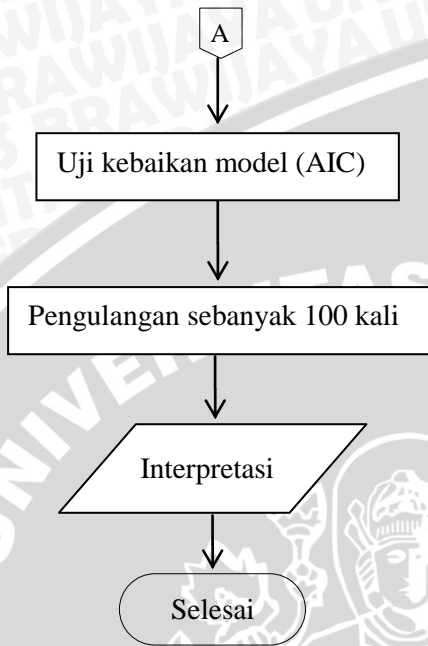 A
Uji kebaikan model (AIC)
Pengulangan sebanyak 100 kali
Interpretasi
Selesai